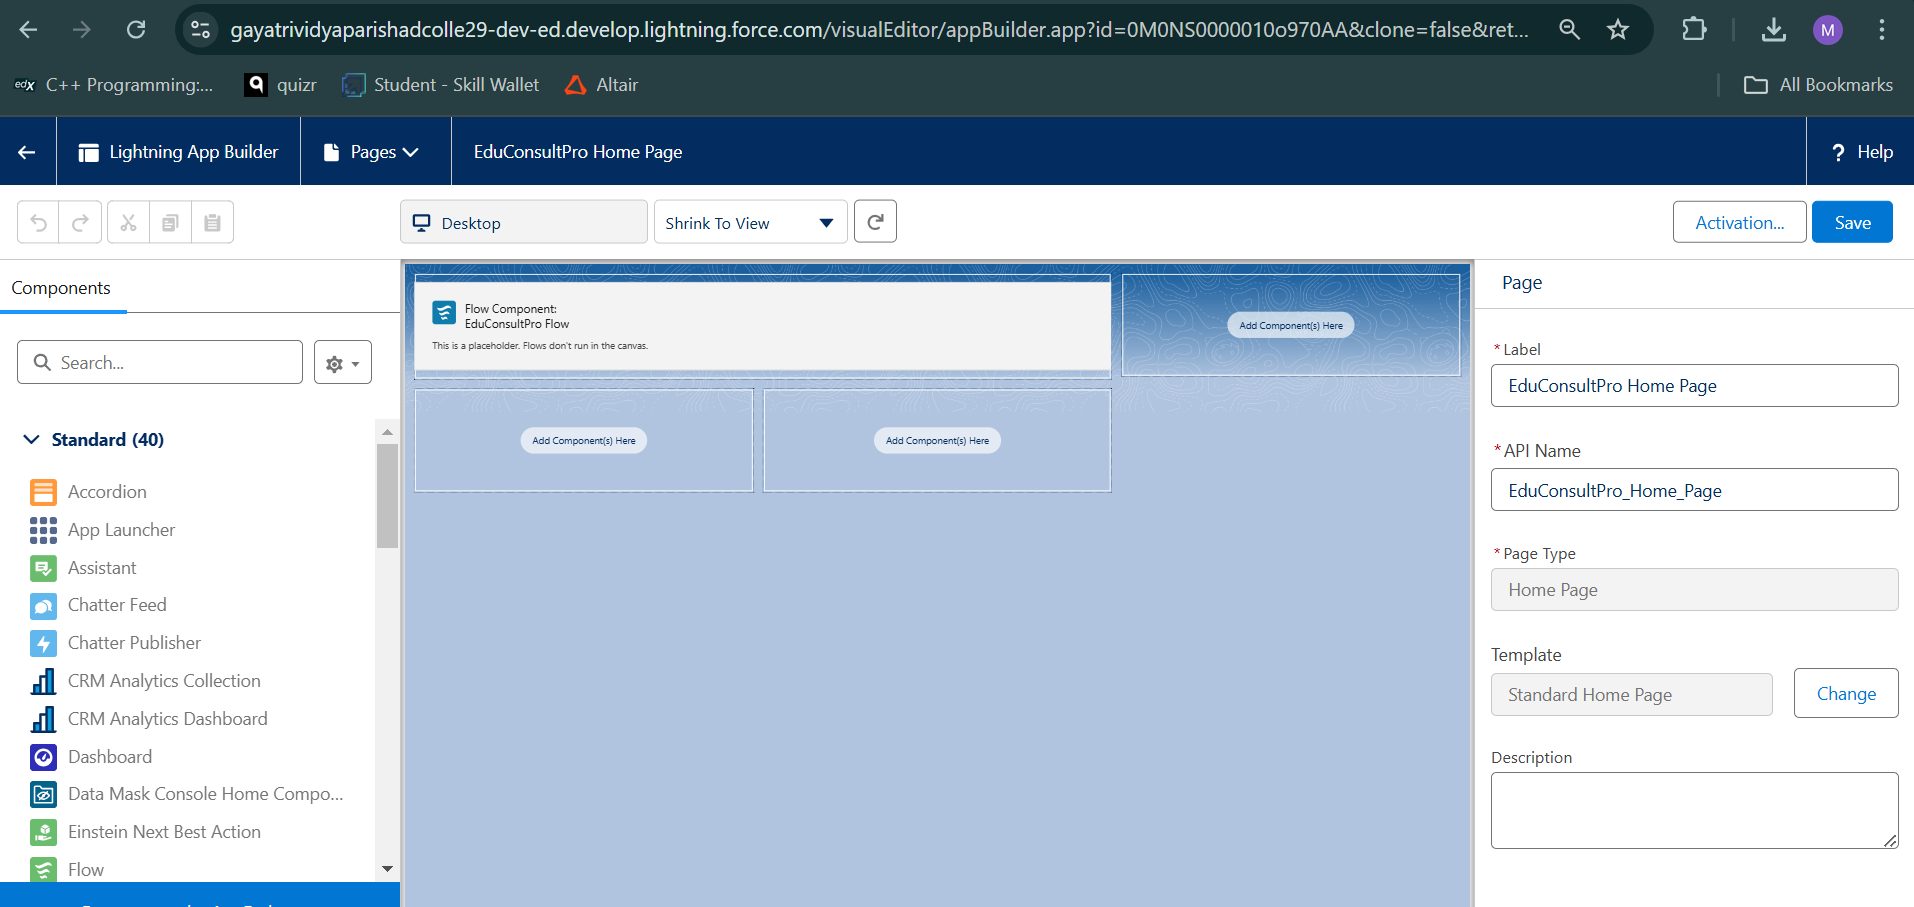 gayatrividyaparishadcolle29-dev-ed.develop.lightning.force.com/visualEditor/appBuilder.app?id=0M0NS0000010o970AA&clone=false&ret...
M
edX C++ Programming:...
quizr
Student - Skill Wallet
Altair
All Bookmarks
Lightning App Builder
Pages
EduConsultPro Home Page
? Help
Desktop
Shrink To View
Activation...
Save
Components
Search...
Standard (40)
Accordion
App Launcher
Assistant
Chatter Feed
Chatter Publisher
CRM Analytics Collection
CRM Analytics Dashboard
Dashboard
Data Mask Console Home Compo...
Einstein Next Best Action
Flow
Flow Component:
EduConsultPro Flow
This is a placeholder. Flows don't run in the canvas.
Add Component(s) Here
Add Component(s) Here
Add Component(s) Here
Page
*Label
EduConsultPro Home Page
*API Name
EduConsultPro_Home_Page
*Page Type
Home Page
Template
Standard Home Page
Change
Description